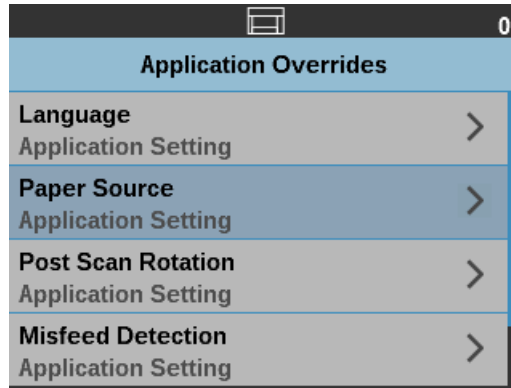 0
Application Overrides
Language
Application Setting
Paper Source
Application Setting
Post Scan Rotation
Application Setting
Misfeed Detection
Application Setting